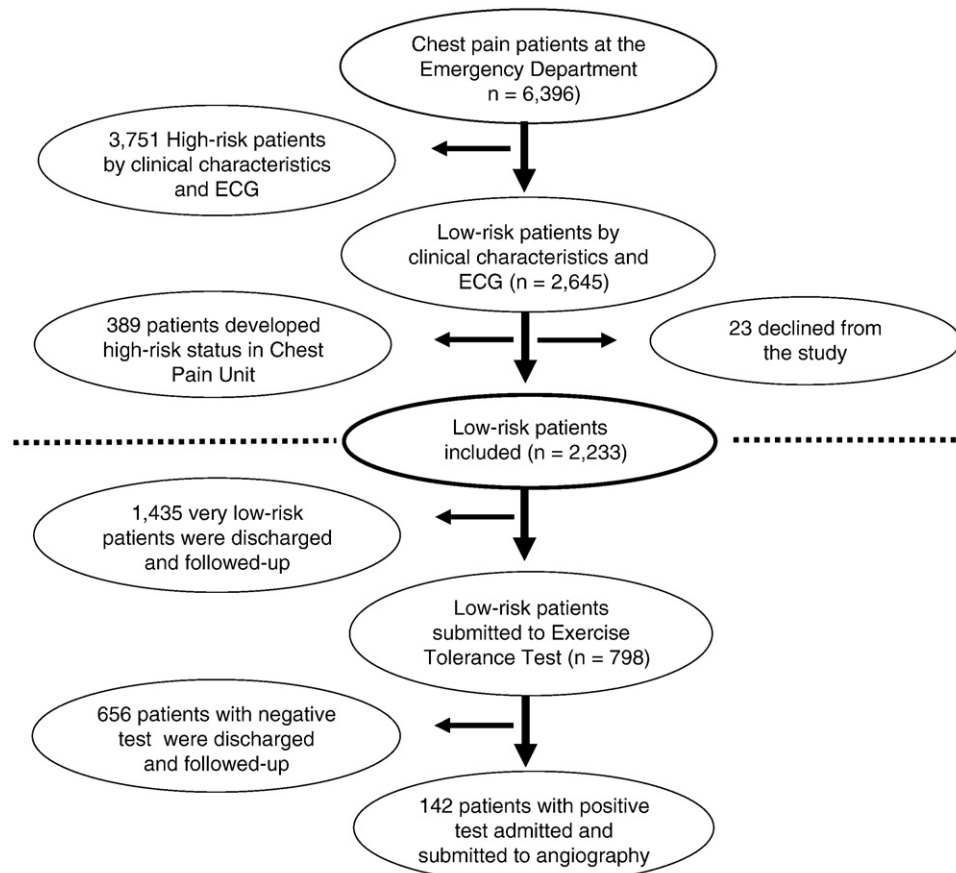 Chest pain patients at the
Emergency Department
n = 6,396)
3,751 High-risk patients
by clinical characteristics
and ECG
Low-risk patients by
clinical characteristics and
ECG (n = 2,645)
389 patients developed
high-risk status in Chest
Pain Unit
23 declined from
the study
Low-risk patients
included (n = 2,233)
1,435 very low-risk
patients were discharged
and followed-up
Low-risk patients
submitted to Exercise
Tolerance Test (n = 798)
656 patients with negative
test were discharged
and followed-up
142 patients with positive
test admitted and
submitted to angiography